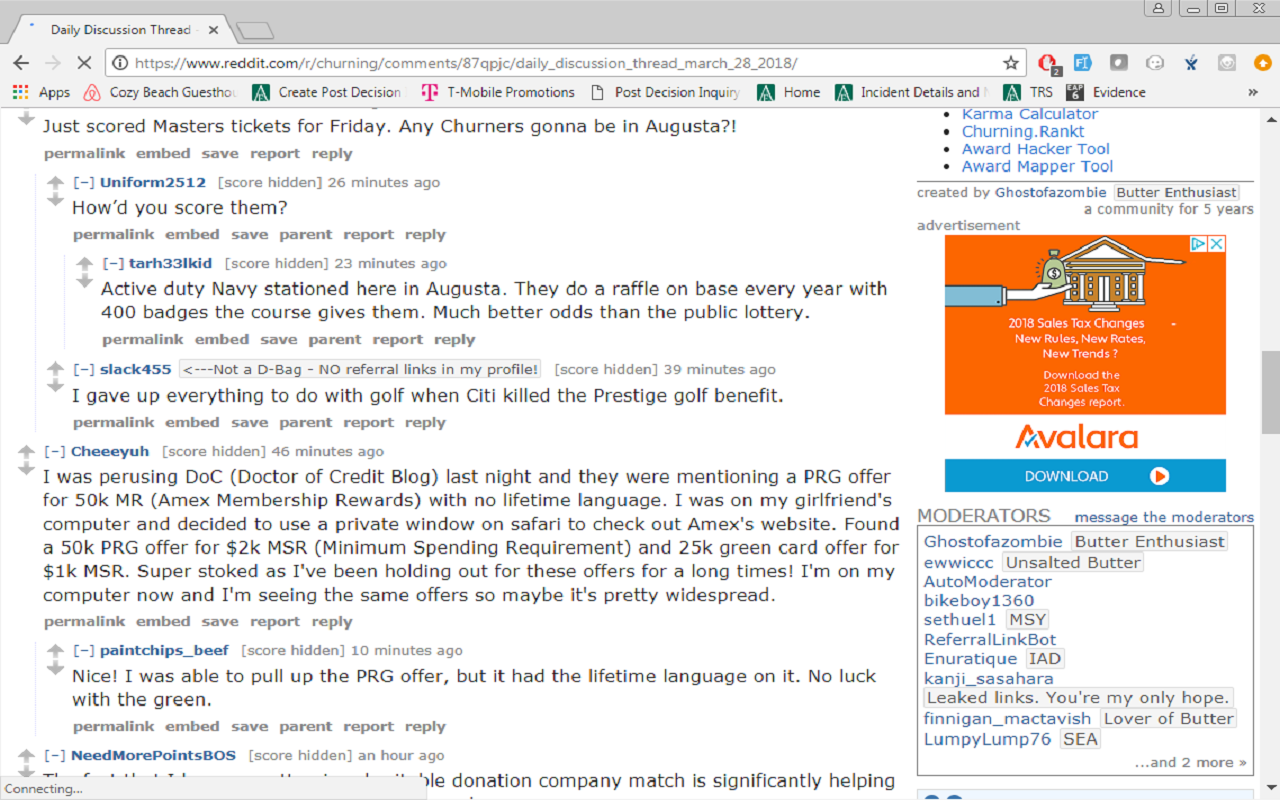 Daily Discussion Thread -
https://www.reddit.com/r/churning/comments/87qpjc/daily_discussion_thread_march_28_2018/
2
Apps
Cozy Beach Guesthou
Create Post Decision
T-Mobile Promotions
Post Decision Inquiry
Home
Incident Details and N
TRS
Evidence
»
Just scored Masters tickets for Friday. Any Churners gonna be in Augusta?!
permalink embed save report reply
[−] Uniform2512 [score hidden] 26 minutes ago
How'd you score them?
permalink embed save parent report reply
[−] tarh33lkid [score hidden] 23 minutes ago
Active duty Navy stationed here in Augusta. They do a raffle on base every year with
400 badges the course gives them. Much better odds than the public lottery.
permalink embed save parent report reply
[−] slack455 <---Not a D-Bag - NO referral links in my profile! [score hidden] 39 minutes ago
I gave up everything to do with golf when Citi killed the Prestige golf benefit.
permalink embed save parent report reply
[−] Cheeeyuh [score hidden] 46 minutes ago
I was perusing DoC (Doctor of Credit Blog) last night and they were mentioning a PRG offer
for 50k MR (Amex Membership Rewards) with no lifetime language. I was on my girlfriend's
computer and decided to use a private window on safari to check out Amex's website. Found
a 50k PRG offer for $2k MSR (Minimum Spending Requirement) and 25k green card offer for
$1k MSR. Super stoked as I've been holding out for these offers for a long times! I'm on my
computer now and I'm seeing the same offers so maybe it's pretty widespread.
permalink embed save report reply
[−] paintchips_beef [score hidden] 10 minutes ago
Nice! I was able to pull up the PRG offer, but it had the lifetime language on it. No luck
with the green.
permalink embed save parent report reply
[−] NeedMorePointsBOS [score hidden] an hour ago
donation company match is significantly helping
Connecting...
Karma Calculator
Churning.Rankt
Award Hacker Tool
Award Mapper Tool
created by Ghostofazombie Butter Enthusiast
a community for 5 years
advertisement
2018 Sales Tax Changes
New Rules, New Rates,
New Trends ?
Download the
2018 Sales Tax
Changes report.
Avalara
DOWNLOAD
MODERATORS message the moderators
Ghostofazombie Butter Enthusiast
ewwiccc Unsalted Butter
AutoModerator
bikeboy1360
sethuel1 MSY
ReferralLinkBot
Enuratique IAD
kanji_sasahara
Leaked links. You're my only hope.
finnigan_mactavish Lover of Butter
LumpyLump76 SEA
...and 2 more »